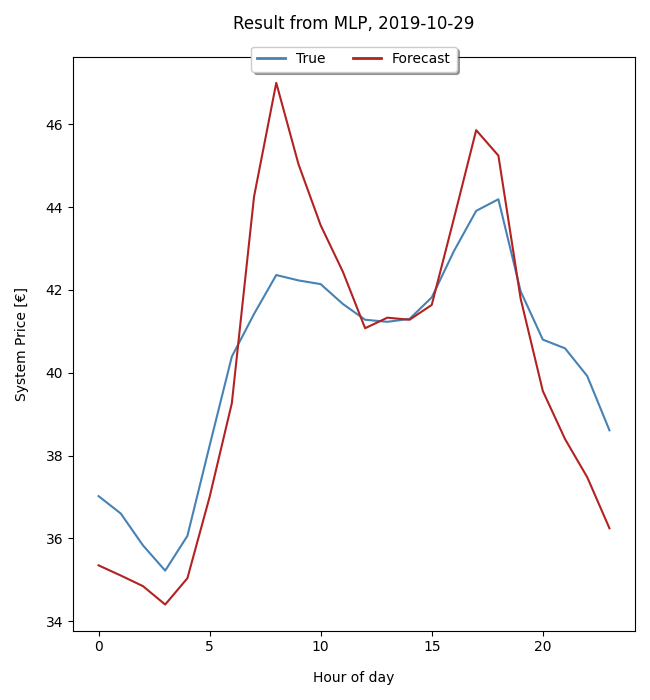 Result from MLP, 2019-10-29
True Forecast
46
44
42
40
38
36
34
System Price [€]
0 5 10 15 20
Hour of day